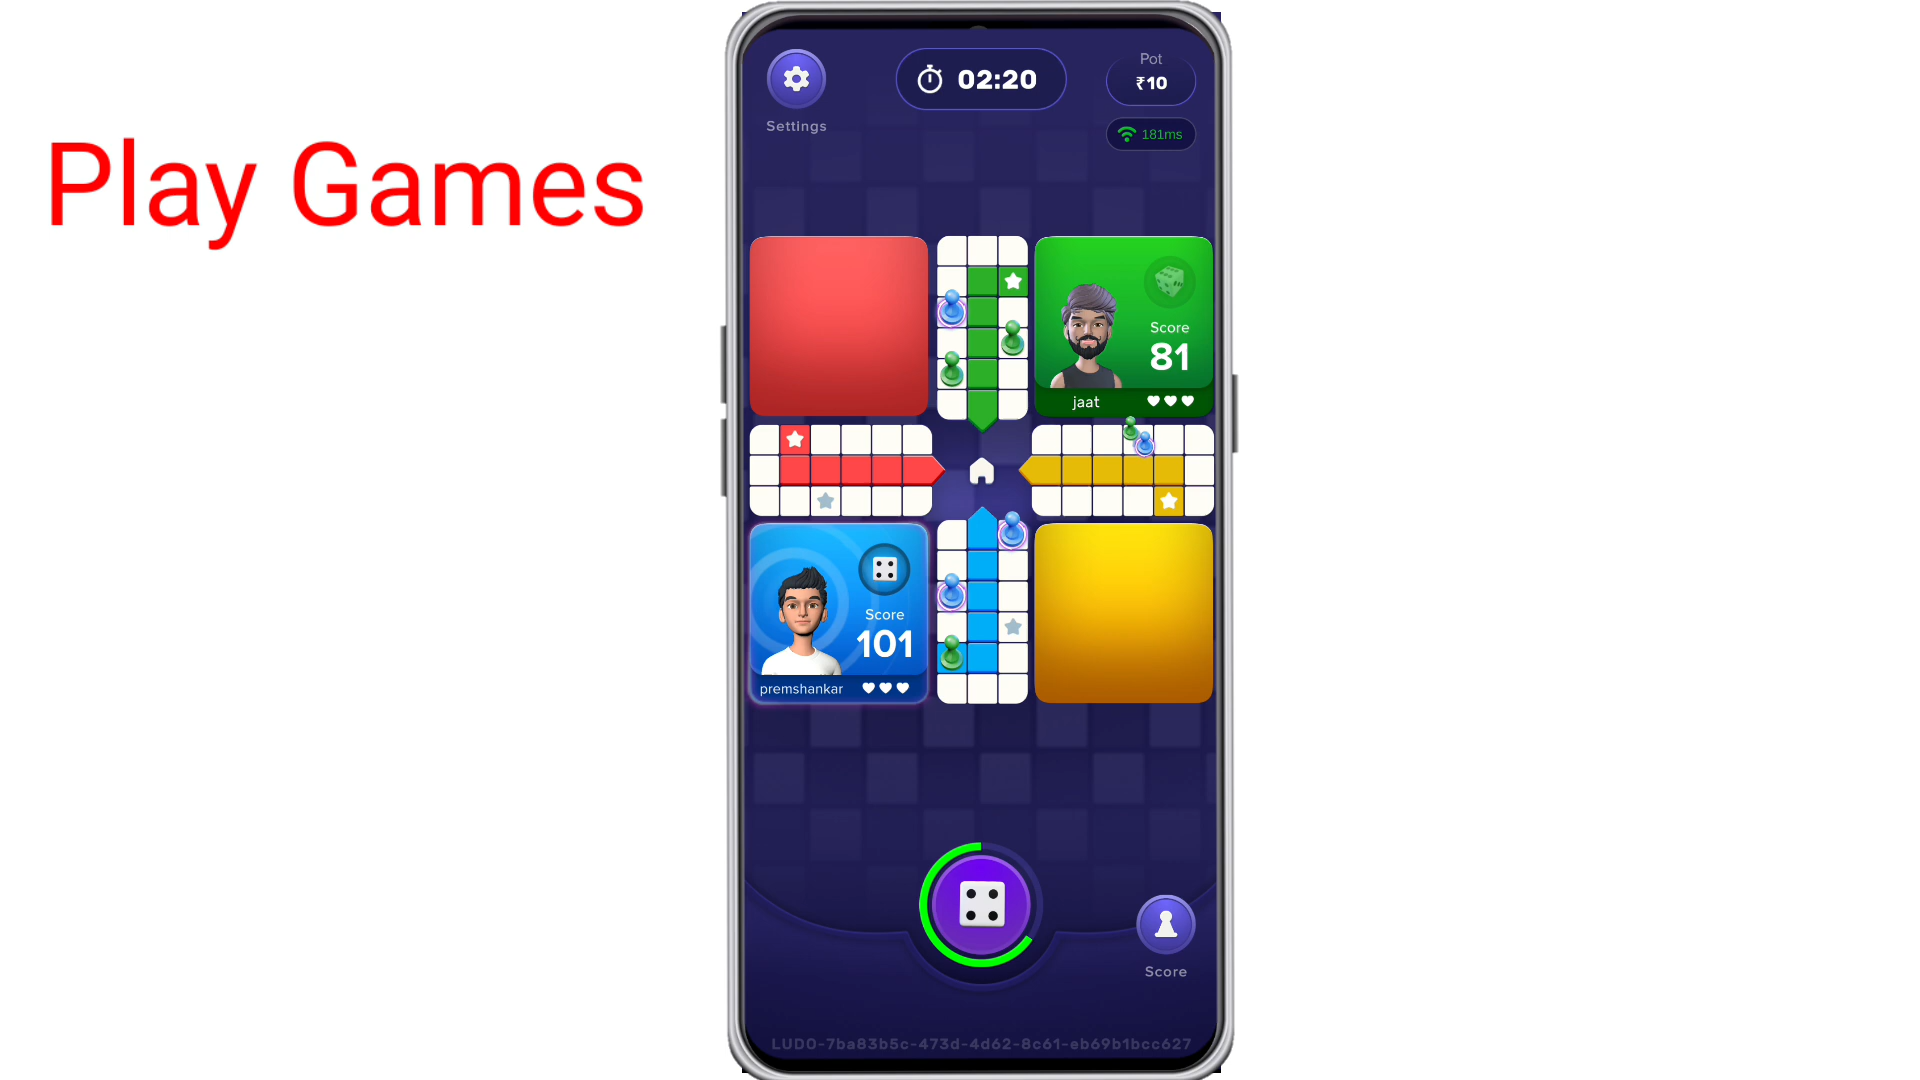 Play Games
Settings
02:20
Pot
₹10
181ms
Score
81
jaat
Score
101
premshankar
Score
LUDO-7ba83b5c-473d-4d62-8c61-eb69b1bcc627